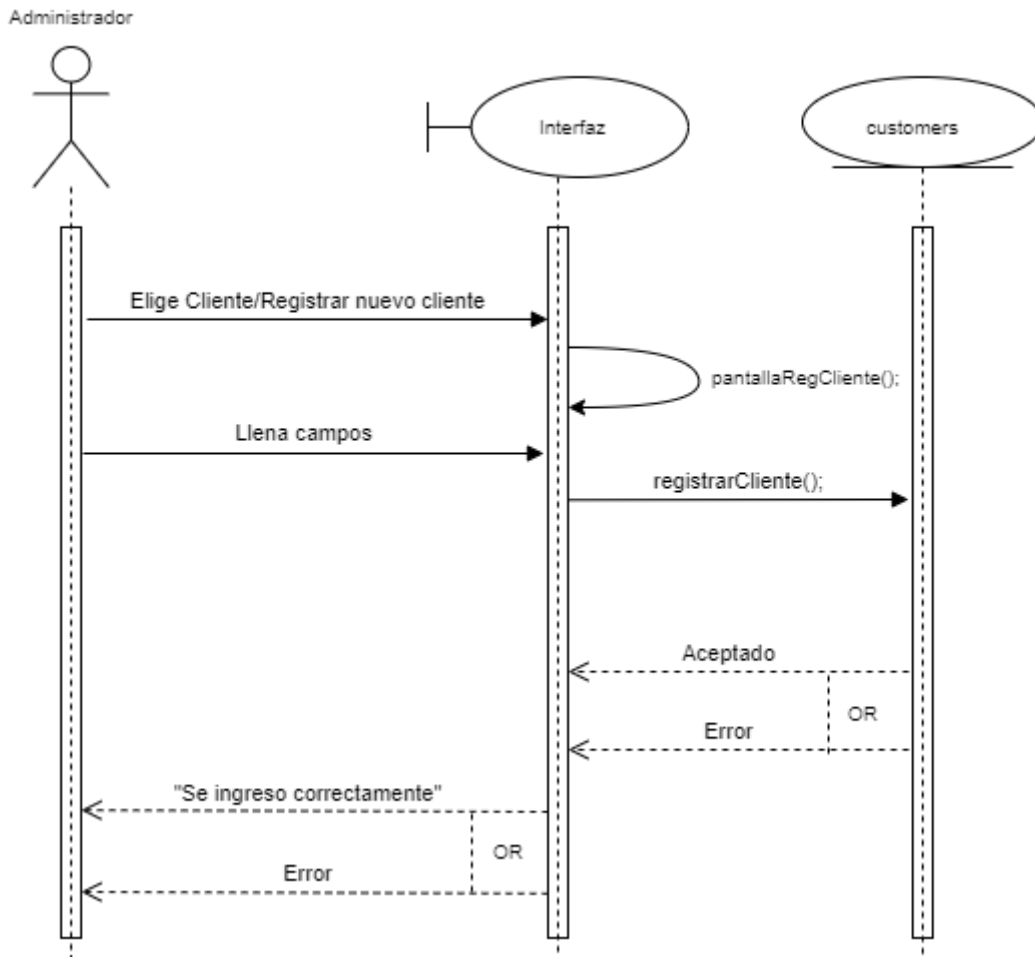 Administrador
Interfaz
customers
Elige Cliente/Registrar nuevo cliente
pantallaRegCliente();
Llena campos
registrarCliente();
Aceptado
OR
Error
"Se ingreso correctamente"
OR
Error